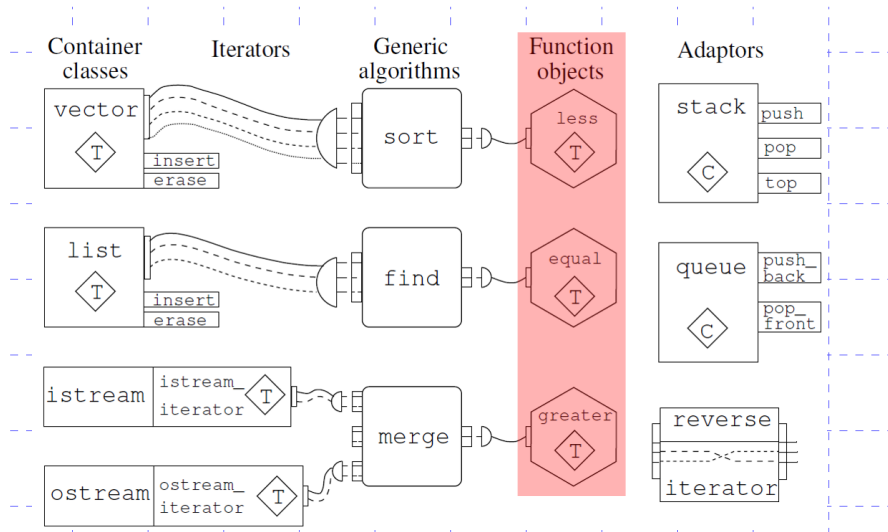 Container
classes
Iterators
Generic
algorithms
Function
objects
Adaptors
vector
T
insert
erase
sort
less
T
stack
C
push
pop
top
list
T
insert
erase
find
equal
T
queue
C
push_
back
pop_
front
istream
istream_
iterator
T
merge
greater
T
reverse
iterator
ostream
ostream_
iterator
T